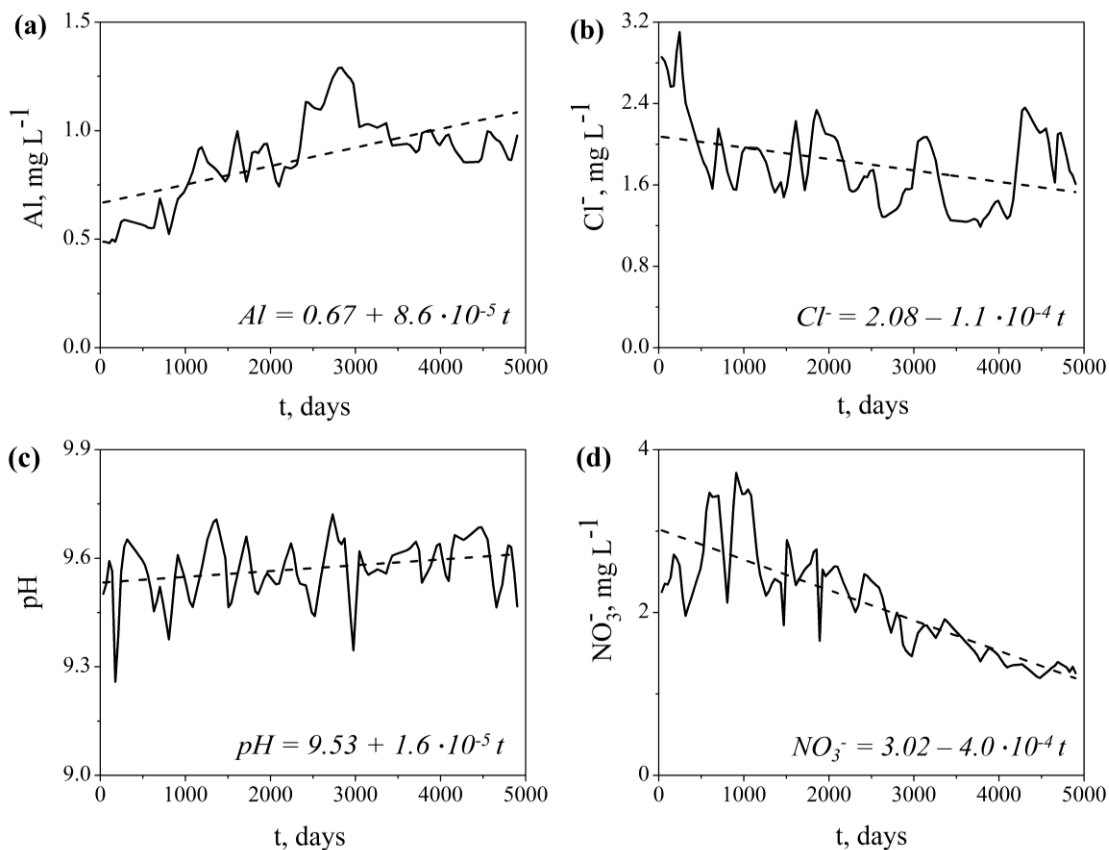 (a)
Al, mg L⁻¹
1.5
1.0
0.5
0.0
Al = 0.67 + 8.6 ·10⁻⁵ t
0 1000 2000 3000 4000 5000
t, days
(b)
Cl⁻, mg L⁻¹
3.2
2.4
1.6
0.8
0.0
Cl⁻ = 2.08 – 1.1 ·10⁻⁴ t
0 1000 2000 3000 4000 5000
t, days
(c)
pH
9.9
9.6
9.3
9.0
pH = 9.53 + 1.6 ·10⁻⁵ t
0 1000 2000 3000 4000 5000
t, days
(d)
NO₃⁻, mg L⁻¹
4
2
0
NO₃⁻ = 3.02 – 4.0 ·10⁻⁴ t
0 1000 2000 3000 4000 5000
t, days